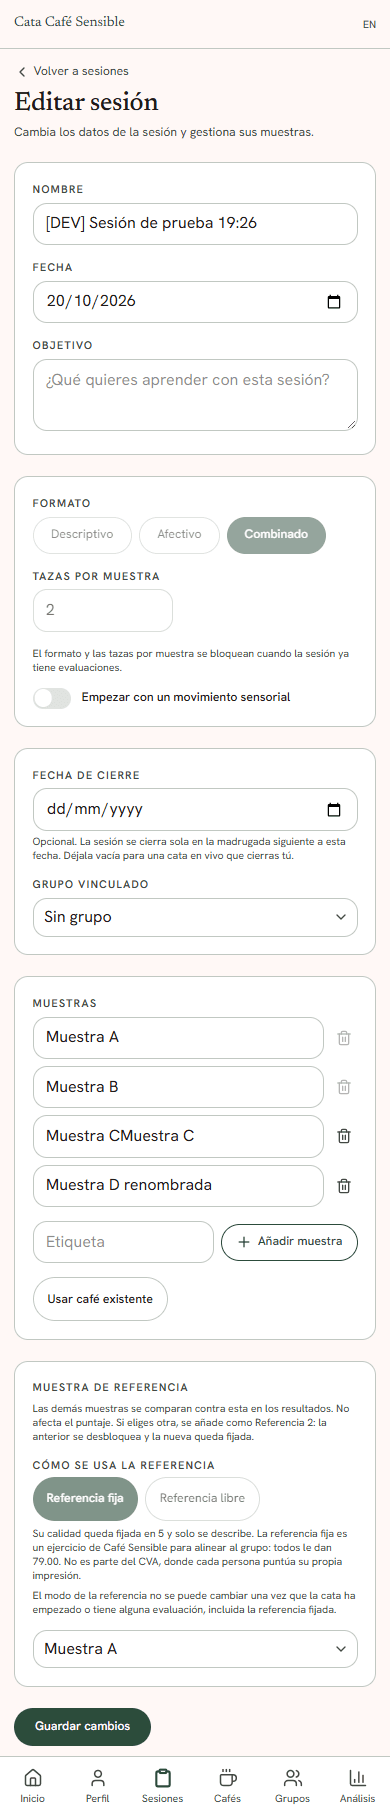 Cata Café Sensible
EN
Volver a sesiones
Editar sesión
Cambia los datos de la sesión y gestiona sus muestras.
NOMBRE
[DEV] Sesión de prueba 19:26
FECHA
20/10/2026
OBJETIVO
¿Qué quieres aprender con esta sesión?
FORMATO
Descriptivo
Afectivo
Combinado
TAZAS POR MUESTRA
2
El formato y las tazas por muestra se bloquean cuando la sesión ya
tiene evaluaciones.
Empezar con un movimiento sensorial
FECHA DE CIERRE
dd/mm/yyyy
Opcional. La sesión se cierra sola en la madrugada siguiente a esta
fecha. Déjala vacía para una cata en vivo que cierras tú.
GRUPO VINCULADO
Sin grupo
MUESTRAS
Muestra A
Muestra B
Muestra CMuestra C
Muestra D renombrada
Etiqueta
Añadir muestra
Usar café existente
MUESTRA DE REFERENCIA
Las demás muestras se comparan contra esta en los resultados. No
afecta el puntaje. Si eliges otra, se añade como Referencia 2: la
anterior se desbloquea y la nueva queda fijada.
CÓMO SE USA LA REFERENCIA
Referencia fija
Referencia libre
Su calidad queda fijada en 5 y solo se describe. La referencia fija es
un ejercicio de Café Sensible para alinear al grupo: todos le dan
79.00. No es parte del CVA, donde cada persona puntúa su propia
impresión.
El modo de la referencia no se puede cambiar una vez que la cata ha
empezado o tiene alguna evaluación, incluida la referencia fijada.
Muestra A
Guardar cambios
Inicio
Perfil
Sesiones
Cafés
Grupos
Análisis